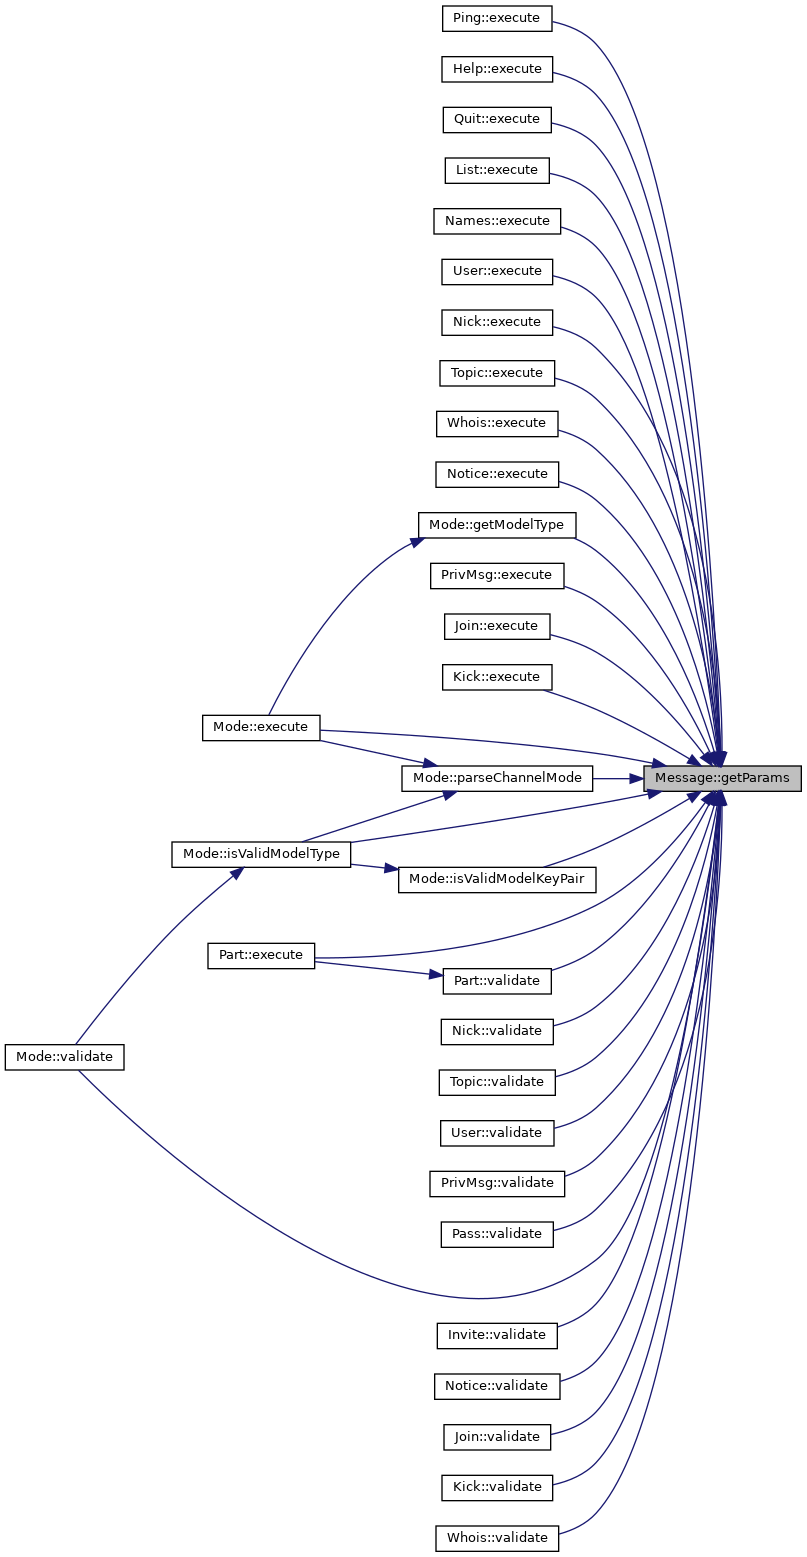 Ping::execute
Help::execute
Quit::execute
List::execute
Names::execute
User::execute
Nick::execute
Topic::execute
Whois::execute
Notice::execute
Mode::getModelType
PrivMsg::execute
Join::execute
Kick::execute
Mode::execute
Mode::parseChannelMode
Message::getParams
Mode::isValidModelType
Mode::isValidModelKeyPair
Part::execute
Part::validate
Nick::validate
Mode::validate
Topic::validate
User::validate
PrivMsg::validate
Pass::validate
Invite::validate
Notice::validate
Join::validate
Kick::validate
Whois::validate